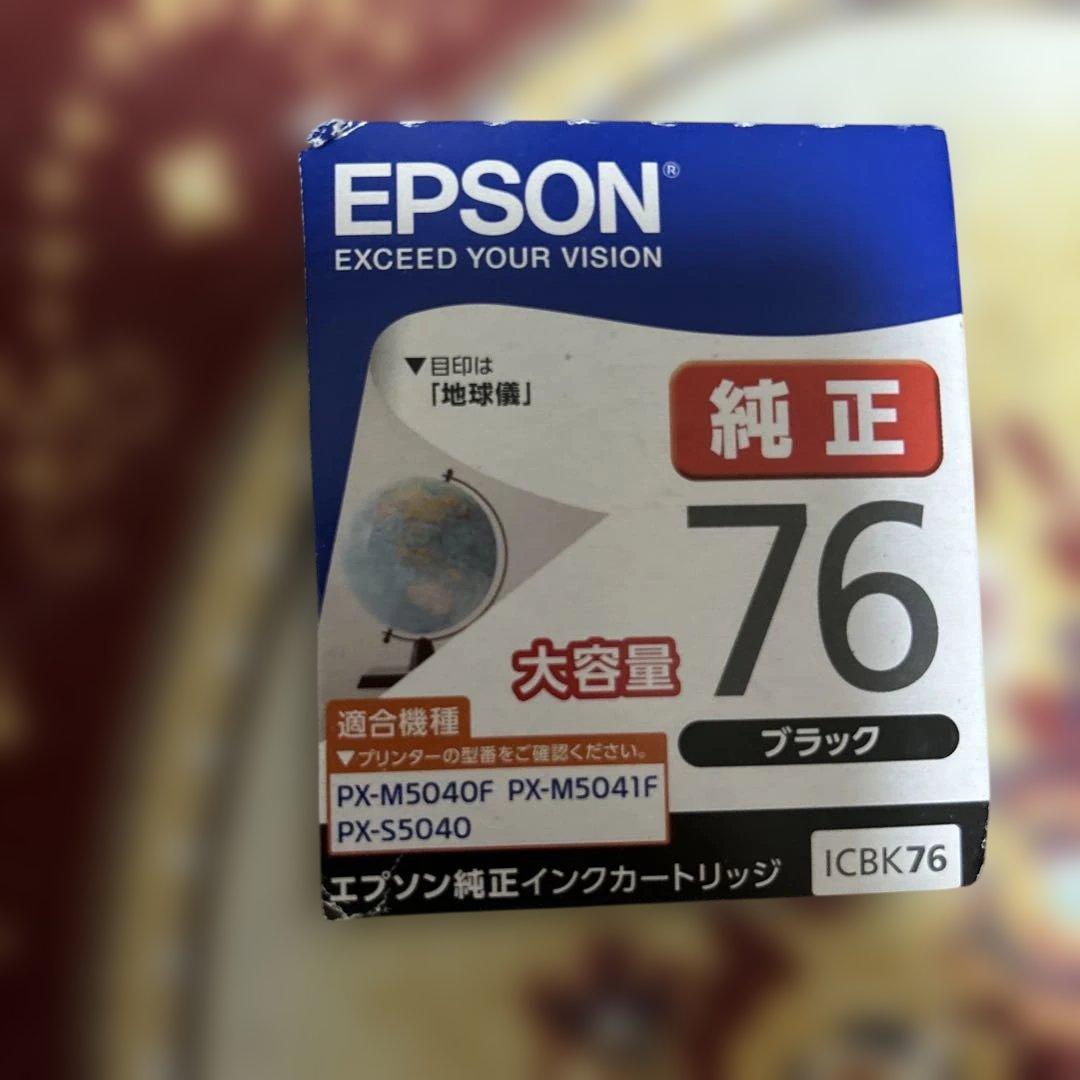 EPSON®
EXCEED YOUR VISION
▼目印は
「地球儀」
純正
76
大容量
ブラック
適合機種
▼プリンターの型番をご確認ください。
PX-M5040F PX-M5041F
PX-S5040
エプソン純正インクカートリッジ
ICBK76